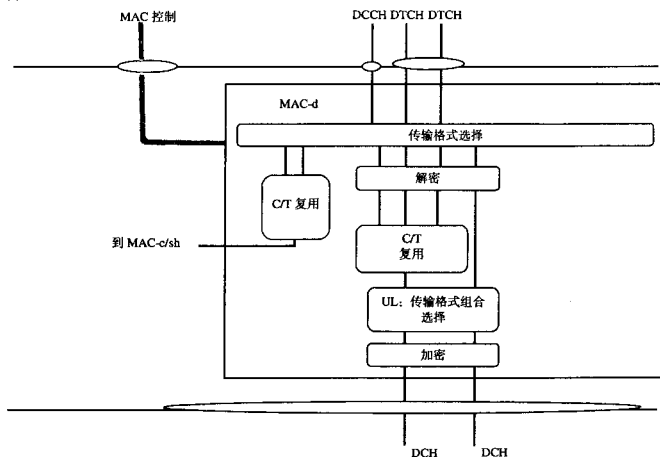 MAC 控制
DCCH DTCH DTCH
MAC-d
传输格式选择
解密
C/T 复用
到 MAC-c/sh
C/T
复用
UL：传输格式组合
选择
加密
DCH
DCH